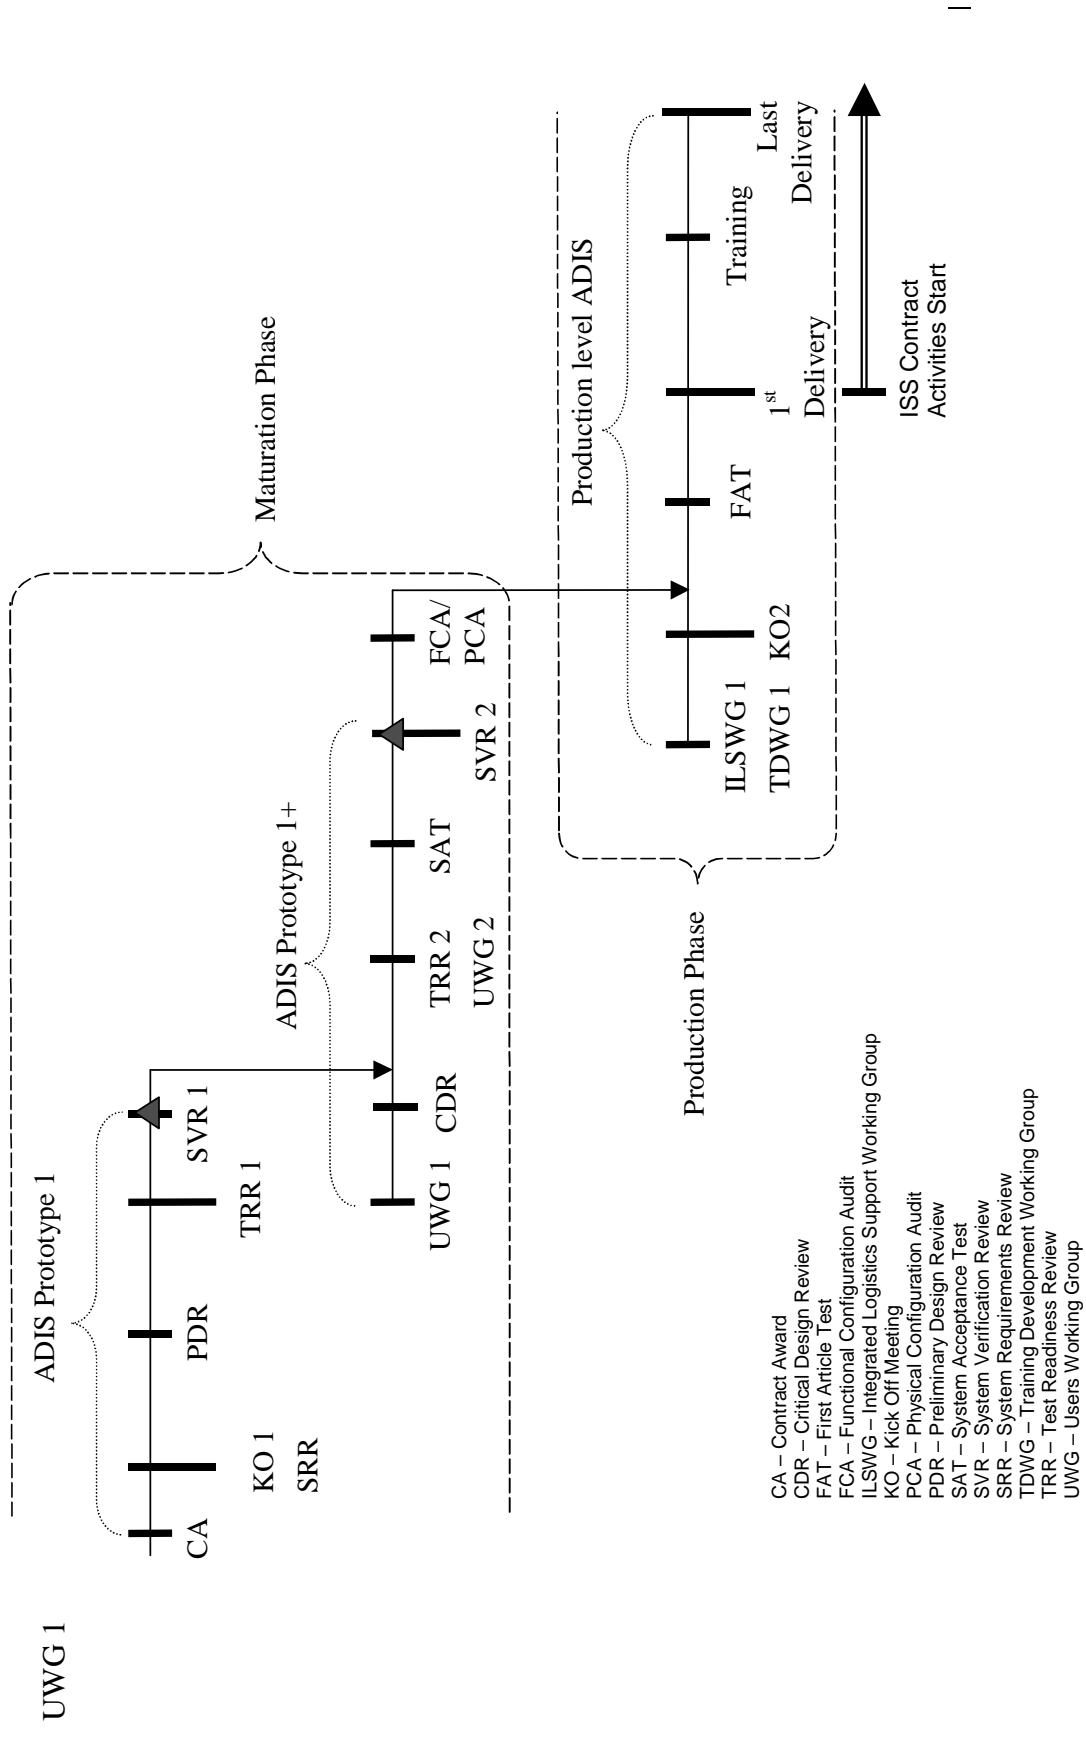 UWG 1
ADIS Prototype 1
CA
KO 1
SRR
PDR
TRR 1
SVR 1
Maturation Phase
ADIS Prototype 1+
UWG 1
CDR
TRR 2
UWG 2
SAT
SVR 2
FCA/
PCA
Production Phase
Production level ADIS
ILSWG 1
TDWG 1
KO2
FAT
1st
Delivery
Training
Last
Delivery
ISS Contract
Activities Start
CA – Contract Award
CDR – Critical Design Review
FAT – First Article Test
FCA – Functional Configuration Audit
ILSWG – Integrated Logistics Support Working Group
KO – Kick Off Meeting
PCA – Physical Configuration Audit
PDR – Preliminary Design Review
SAT – System Acceptance Test
SVR – System Verification Review
SRR – System Requirements Review
TDWG – Training Development Working Group
TRR – Test Readiness Review
UWG – Users Working Group